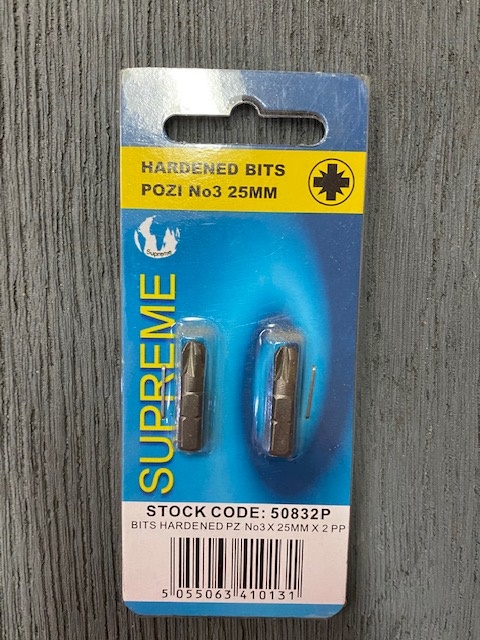 HARDENED BITS
POZI No3 25MM
Supreme
SUPREME
STOCK CODE: 50832P
BITS HARDENED PZ No3 X 25MM X 2 PP
5 055063 410131